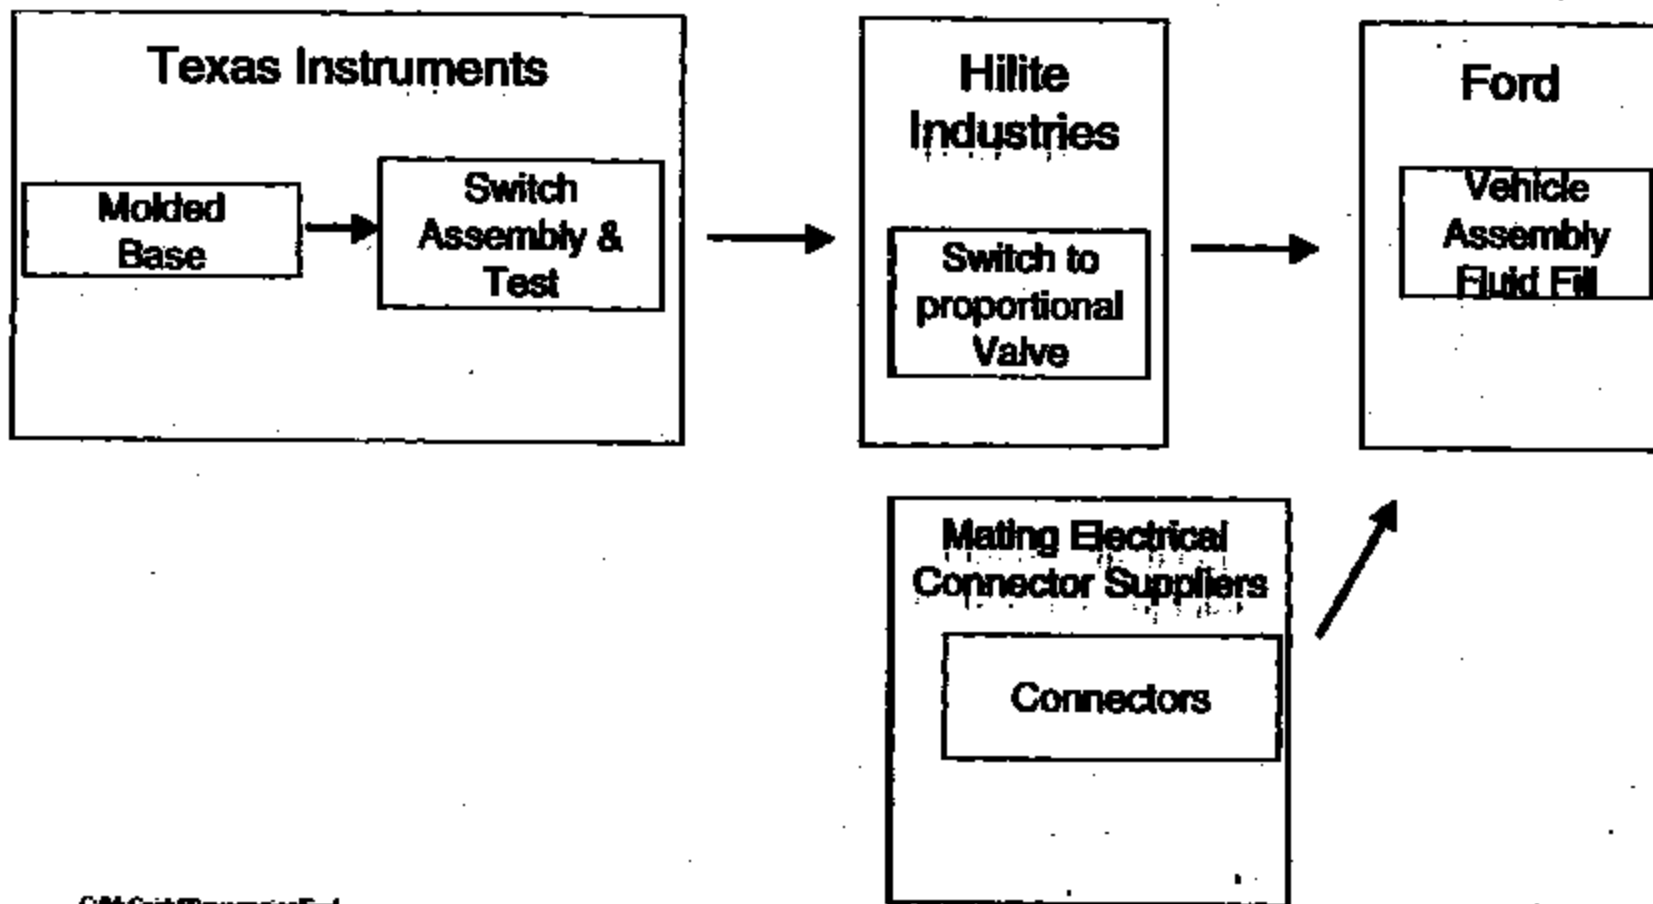 Texas Instruments
Molded
Base
Switch
Assembly &
Test
Hilite
Industries
Switch to
proportional
Valve
Ford
Vehicle
Assembly
Fluid Fill
Mating Electrical
Connector Suppliers
Connectors